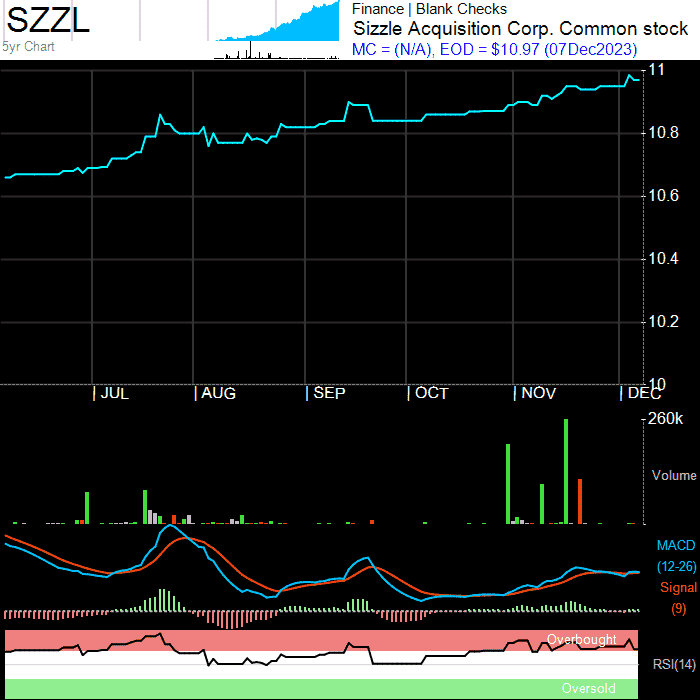 SZZL
5yr Chart
Finance | Blank Checks
Sizzle Acquisition Corp. Common stock
MC = (N/A), EOD = $10.97 (07Dec2023)
11
10.8
10.6
10.4
10.2
10
| JUL | AUG | SEP | OCT | NOV | DEC
260k
Volume
MACD
(12-26)
Signal
(9)
Overbought
RSI(14)
Oversold